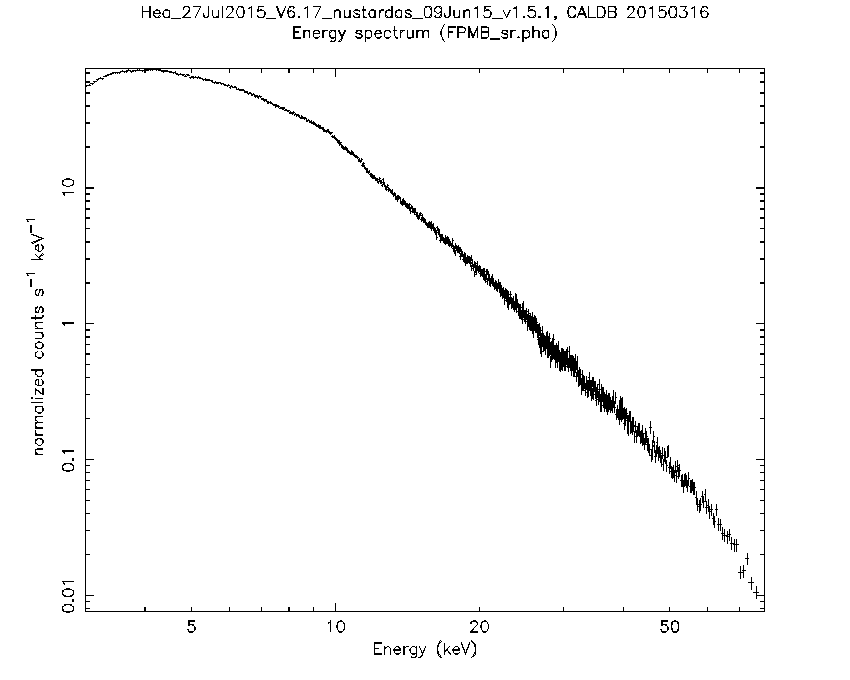 Hea_27Jul2015_V6.17_nustardas_09Jun15_v1.5.1, CALDB 20150316
Energy spectrum (FPMB_sr.pha)
normalized counts s⁻¹ keV⁻¹
10
1
0.1
0.01
5 10 20 50
Energy (keV)